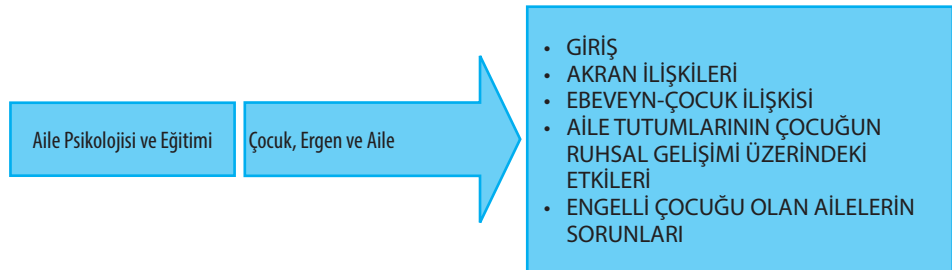 Aile Psikolojisi ve Eğitimi
Çocuk, Ergen ve Aile
• GİRİŞ
• AKRAN İLİŞKİLERİ
• EBEVEYN-ÇOCUK İLİŞKİSİ
• AİLE TUTUMLARININ ÇOCUĞUN
RUHSAL GELİŞİMİ ÜZERİNDEKİ
ETKİLERİ
• ENGELLİ ÇOCUĞU OLAN AİLELERİN
SORUNLARI